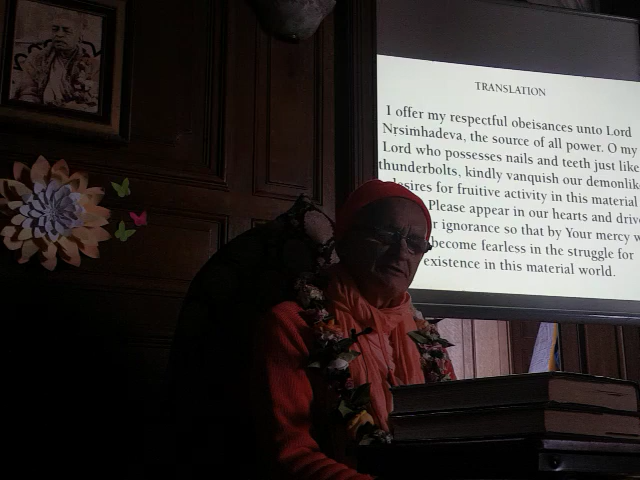 TRANSLATION
I offer my respectful obeisances unto Lord
Nrsimhadeva, the source of all power. O my
Lord who possesses nails and teeth just like
thunderbolts, kindly vanquish our demonlik
desires for fruitive activity in this material
Please appear in our hearts and drive
r ignorance so that by Your mercy w
become fearless in the struggle for
existence in this material world.